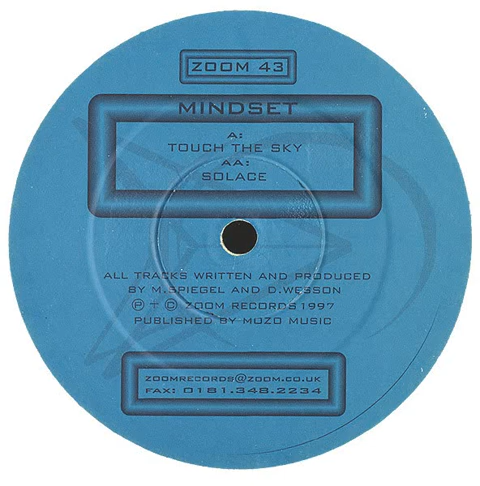 ZOOM 43
MINDSET
A:
TOUCH THE SKY
AA:
SOLACE
ALL TRACKS WRITTEN AND PRODUCED
BY M.SPIEGEL AND D.WESSON
℗ + © ZOOM RECORDS 1997
PUBLISHED BY MOZO MUSIC
ZOOMRECORDS@ZOOM.CO.UK
FAX: 0181.348.2234